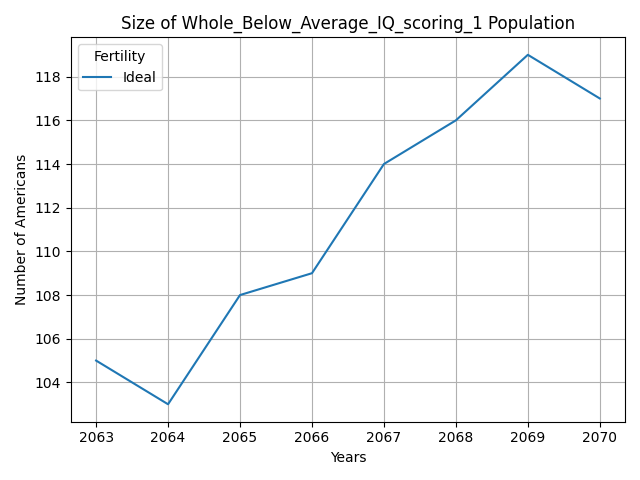 Size of Whole_Below_Average_IQ_scoring_1 Population
Fertility
Ideal
118
116
114
112
110
108
106
104
Number of Americans
2063 2064 2065 2066 2067 2068 2069 2070
Years